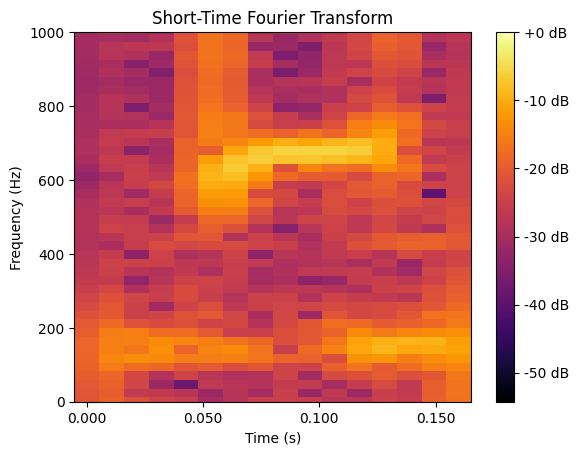 Short-Time Fourier Transform
1000
800
600
400
200
0
Frequency (Hz)
0.000
0.050
0.100
0.150
Time (s)
+0 dB
-10 dB
-20 dB
-30 dB
-40 dB
-50 dB